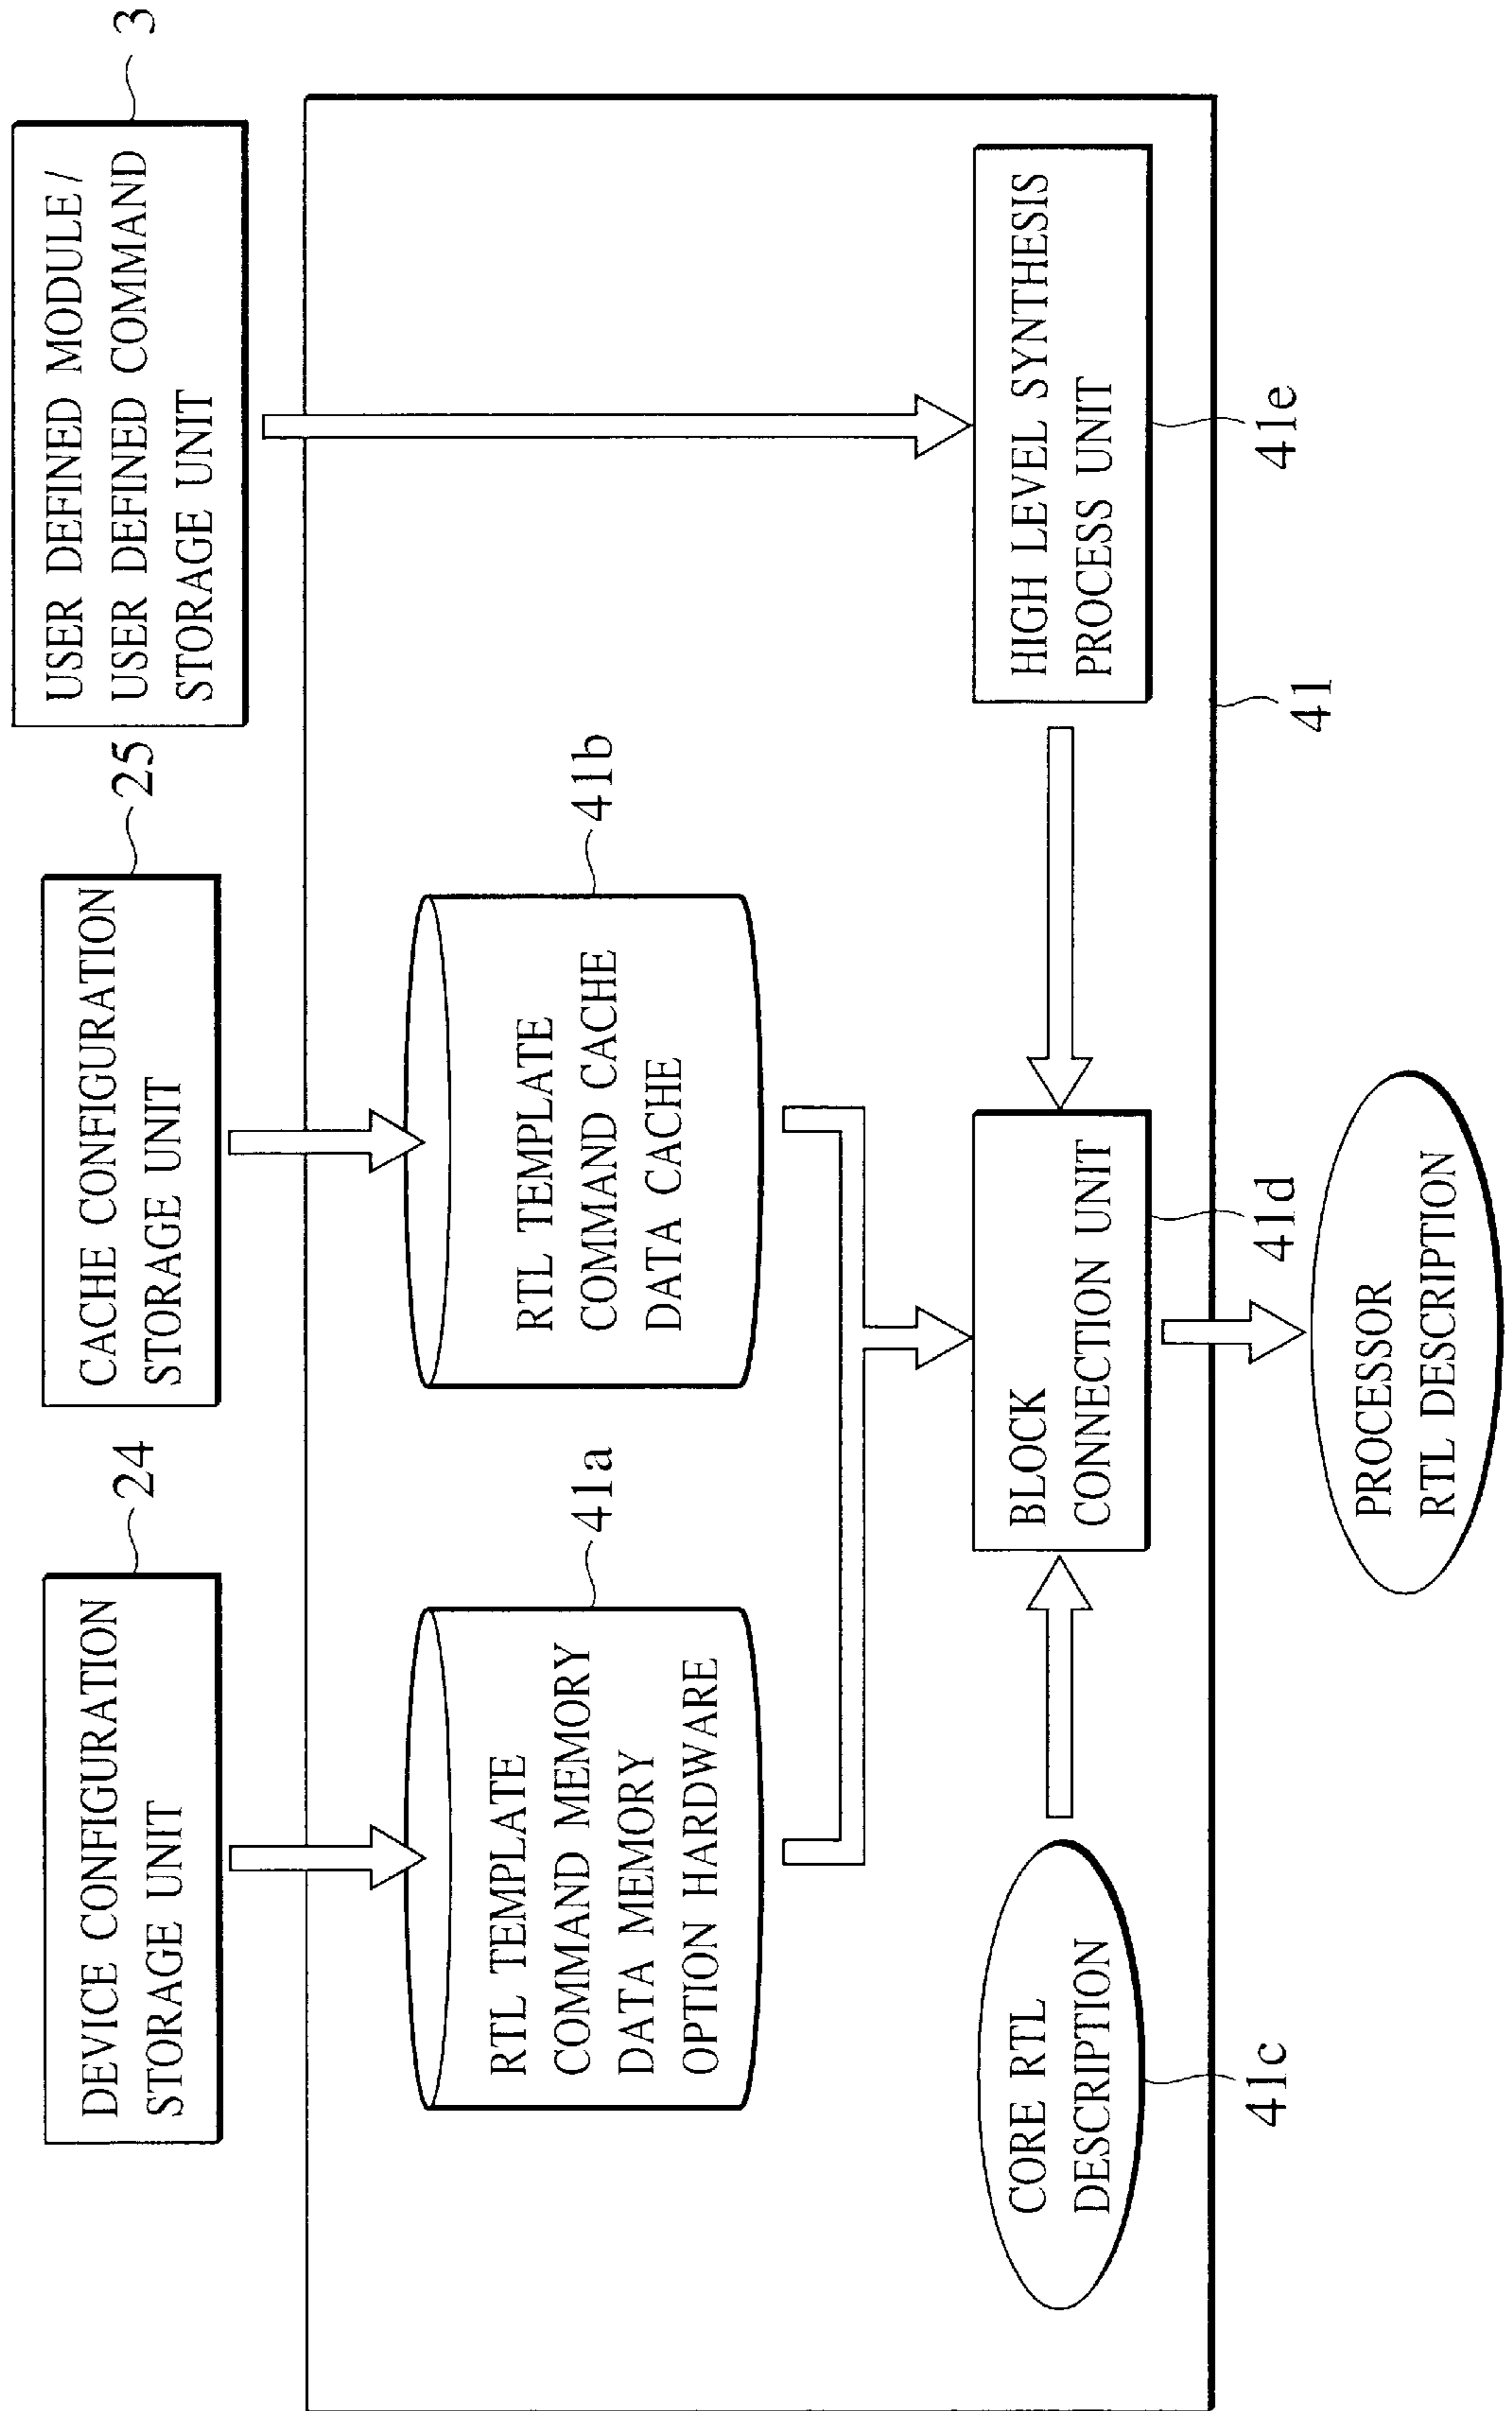 24
DEVICE CONFIGURATION
STORAGE UNIT
25
CACHE CONFIGURATION
STORAGE UNIT
3
USER DEFINED MODULE/
USER DEFINED COMMAND
STORAGE UNIT
41a
RTL TEMPLATE
COMMAND MEMORY
DATA MEMORY
OPTION HARDWARE
41b
RTL TEMPLATE
COMMAND CACHE
DATA CACHE
CORE RTL
DESCRIPTION
41c
BLOCK
CONNECTION UNIT
41d
HIGH LEVEL SYNTHESIS
PROCESS UNIT
41e
41
PROCESSOR
RTL DESCRIPTION